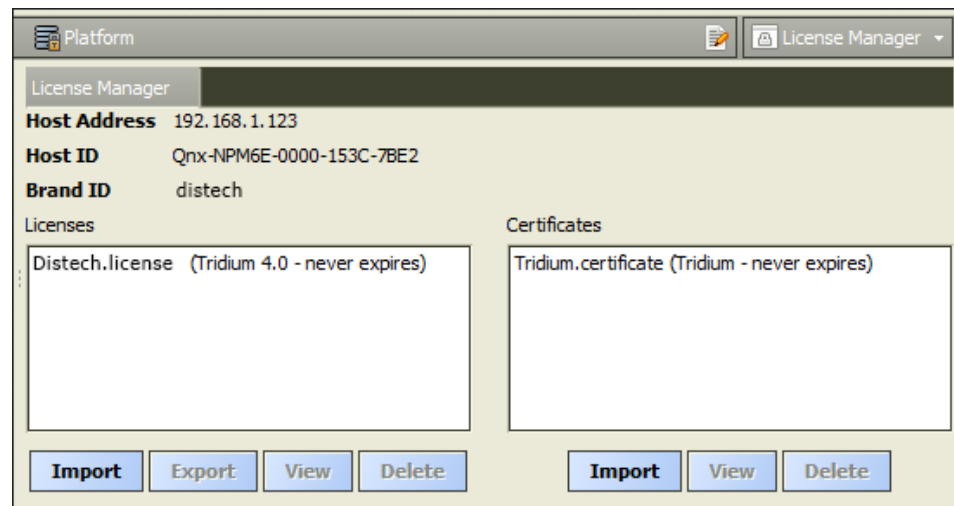 Platform
License Manager
License Manager
Host Address 192.168.1.123
Host ID Qnx-NPM6E-0000-153C-7BE2
Brand ID distech
Licenses
Certificates
Distech.license (Tridium 4.0 - never expires)
Tridium.certificate (Tridium - never expires)
Import Export View Delete
Import View Delete